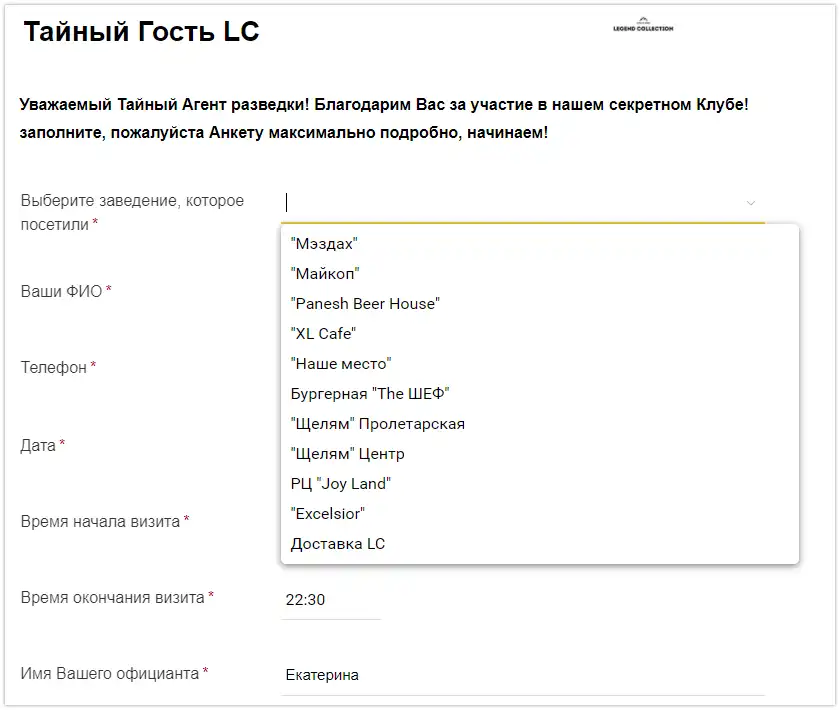 Тайный Гость LC
LEGEND COLLECTION
Уважаемый Тайный Агент разведки! Благодарим Вас за участие в нашем секретном Клубе!
заполните, пожалуйста Анкету максимально подробно, начинаем!
Выберите заведение, которое
посетили *
"Мэздах"
"Майкоп"
Ваши ФИО *
"Panesh Beer House"
"XL Cafe"
"Наше место"
Телефон *
Бургерная "The ШЕФ"
"Щелям" Пролетарская
Дата *
"Щелям" Центр
РЦ "Joy Land"
"Excelsior"
Время начала визита *
Доставка LC
Время окончания визита *
22:30
Имя Вашего официанта *
Екатерина